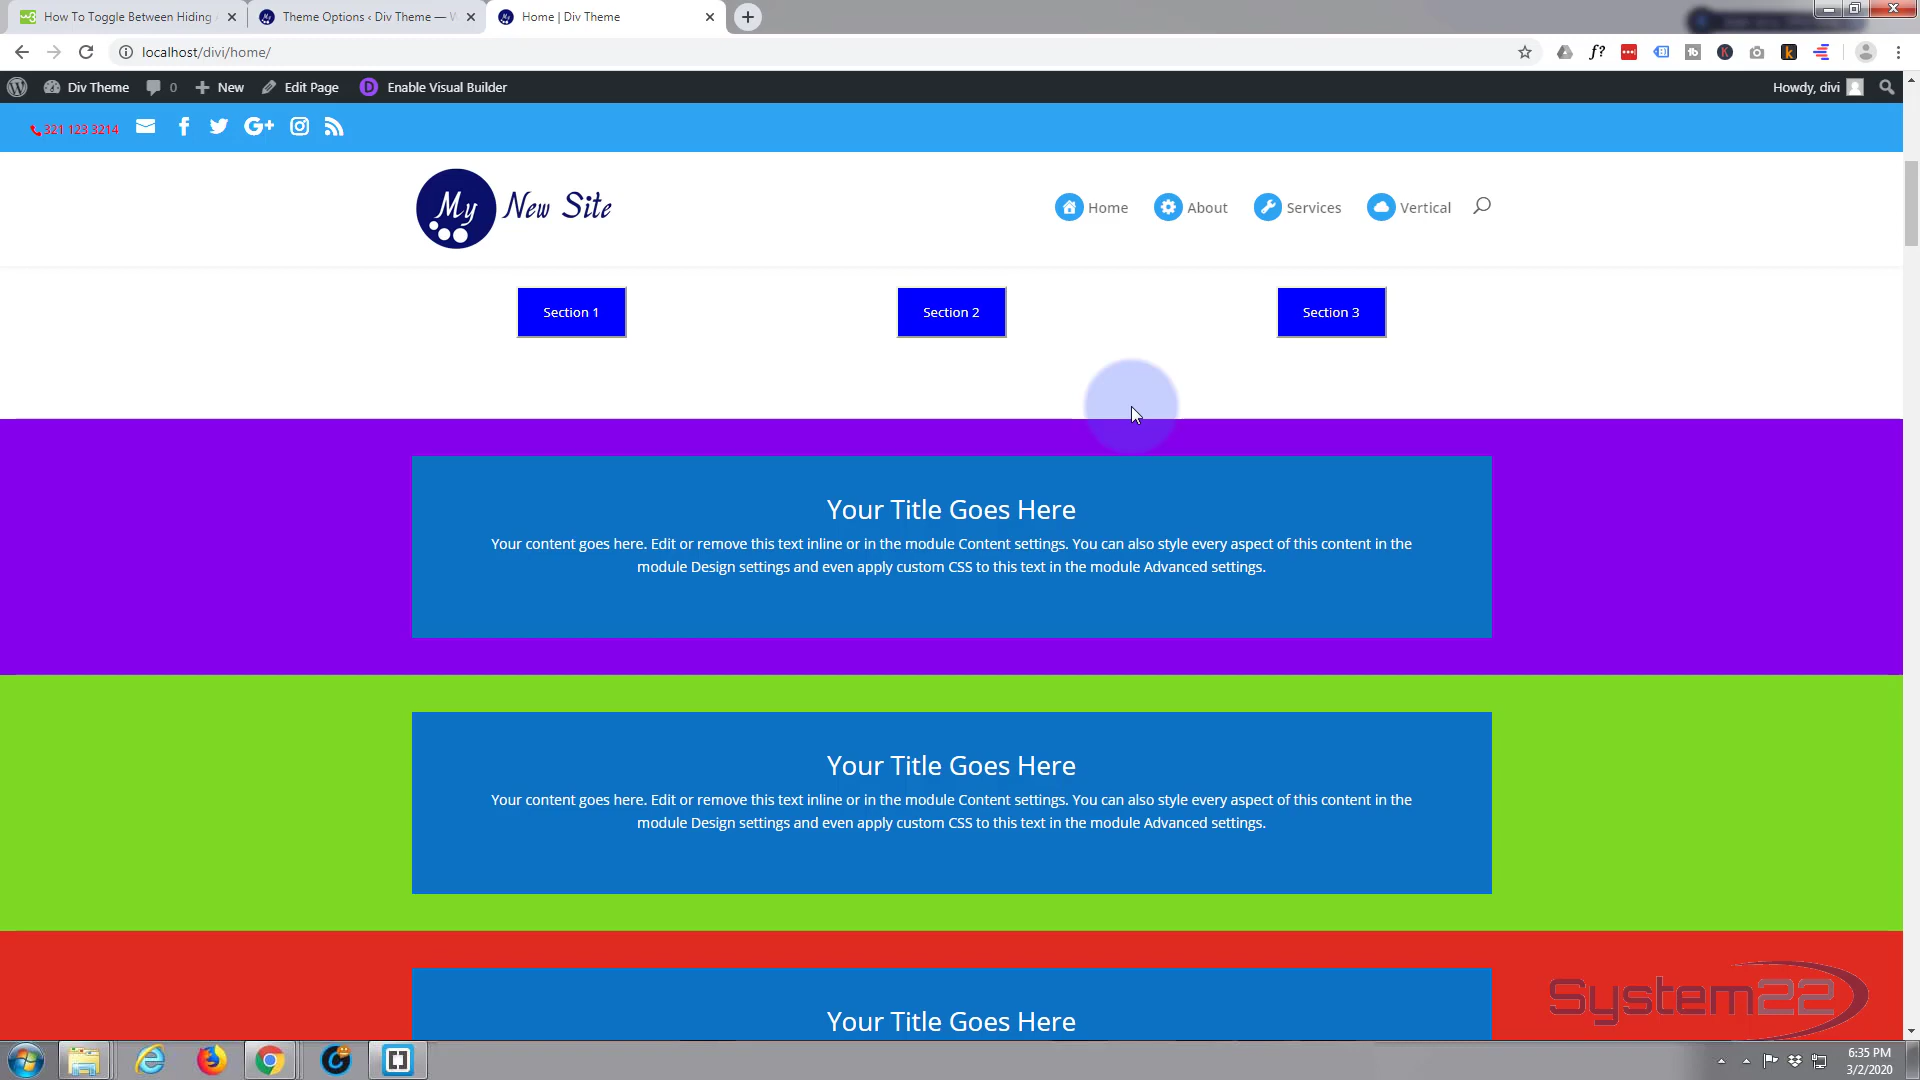 How To Toggle Between Hiding
Theme Options ‹ Div Theme — W
Home | Div Theme
localhost/divi/home/
Div Theme
0
New
Edit Page
D
Enable Visual Builder
Howdy, divi
321 123 3214
My New Site
Home
About
Services
Vertical
Section 1
Section 2
Section 3
Your Title Goes Here
Your content goes here. Edit or remove this text inline or in the module Content settings. You can also style every aspect of this content in the
module Design settings and even apply custom CSS to this text in the module Advanced settings.
Your Title Goes Here
Your content goes here. Edit or remove this text inline or in the module Content settings. You can also style every aspect of this content in the
module Design settings and even apply custom CSS to this text in the module Advanced settings.
Your Title Goes Here
System22
6:35 PM
3/2/2020